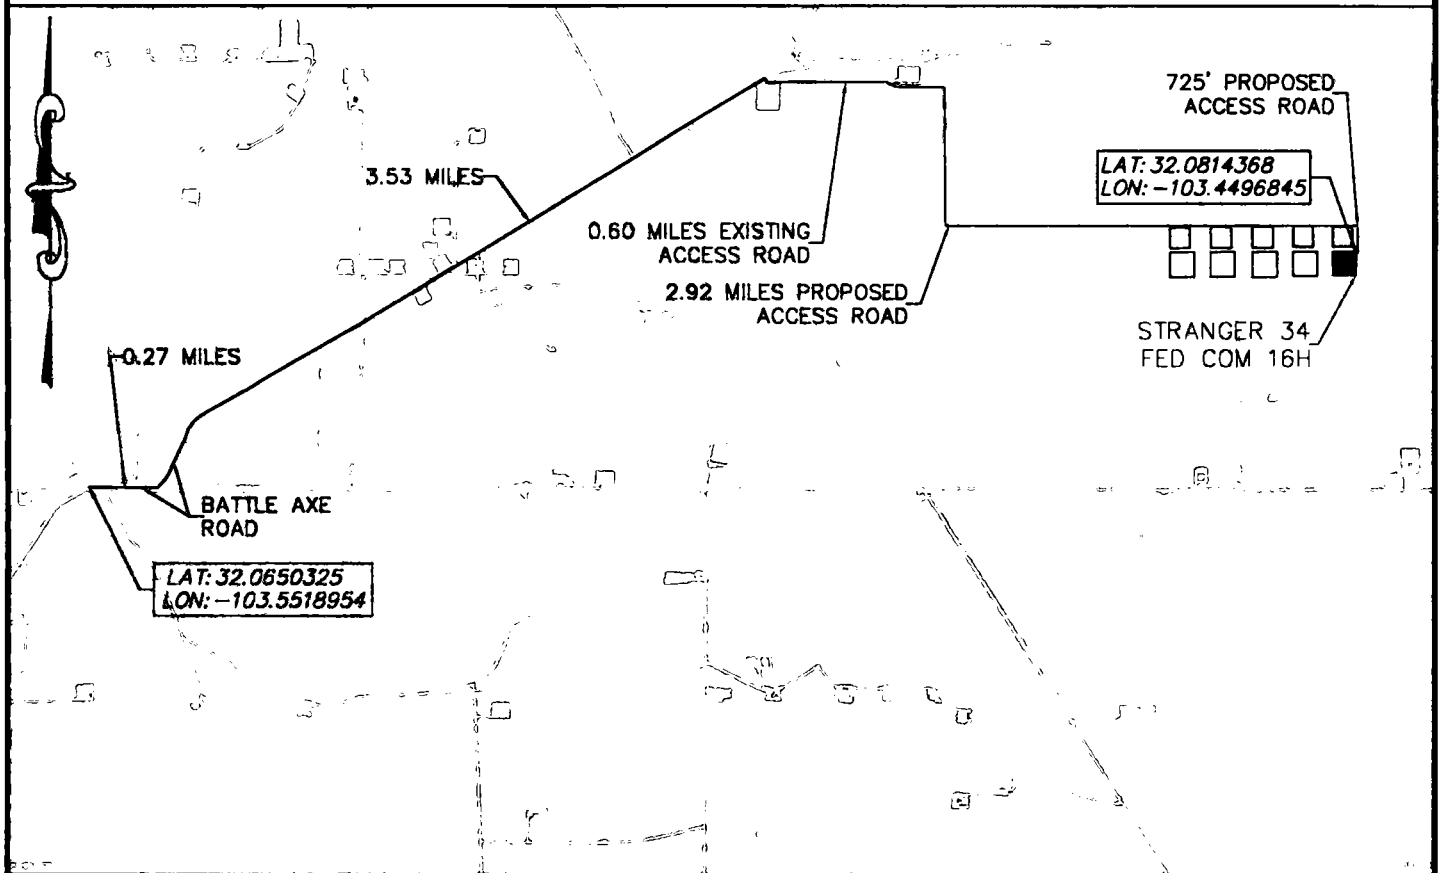 725' PROPOSED
ACCESS ROAD
LAT: 32.0814368
LON: -103.4496845
3.53 MILES
0.60 MILES EXISTING
ACCESS ROAD
2.92 MILES PROPOSED
ACCESS ROAD
STRANGER 34
FED COM 16H
0.27 MILES
BATTLE AXE
ROAD
LAT: 32.0650325
LON: -103.5518954